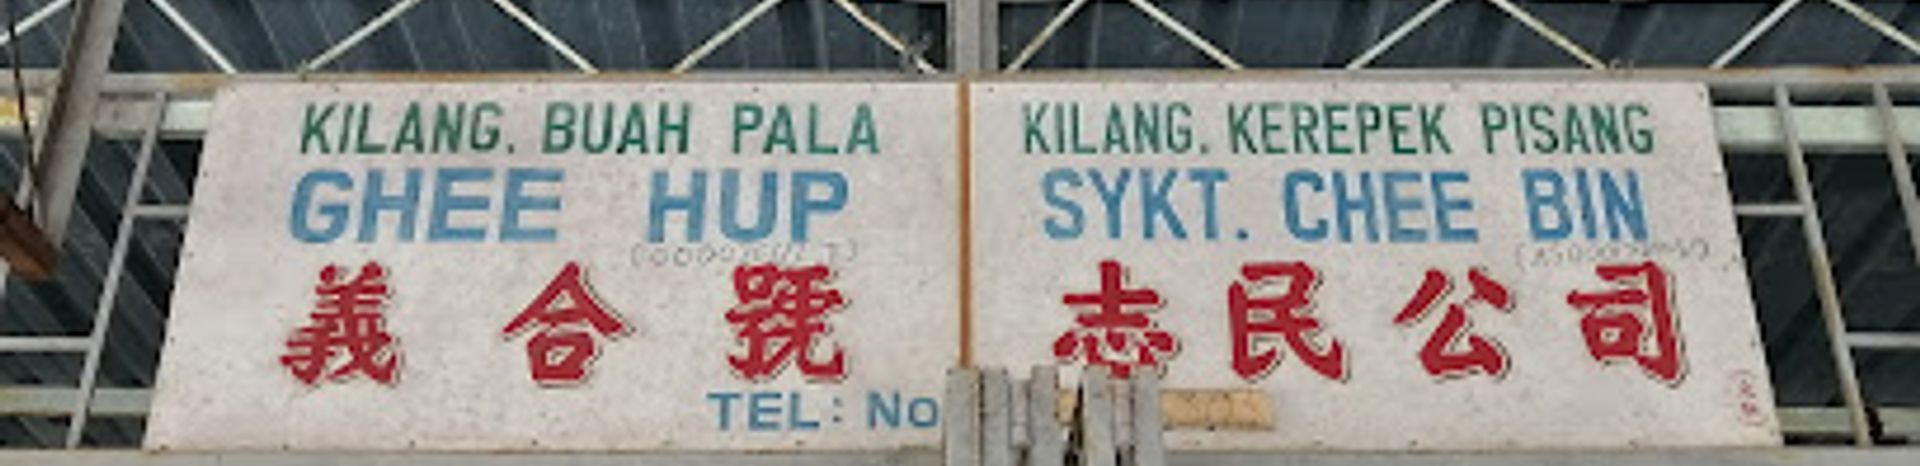 KILANG. BUAH PALA
GHEE HUP
義合號
TEL: No
KILANG. KEREPEK PISANG
SYKT. CHEE BIN
志民公司